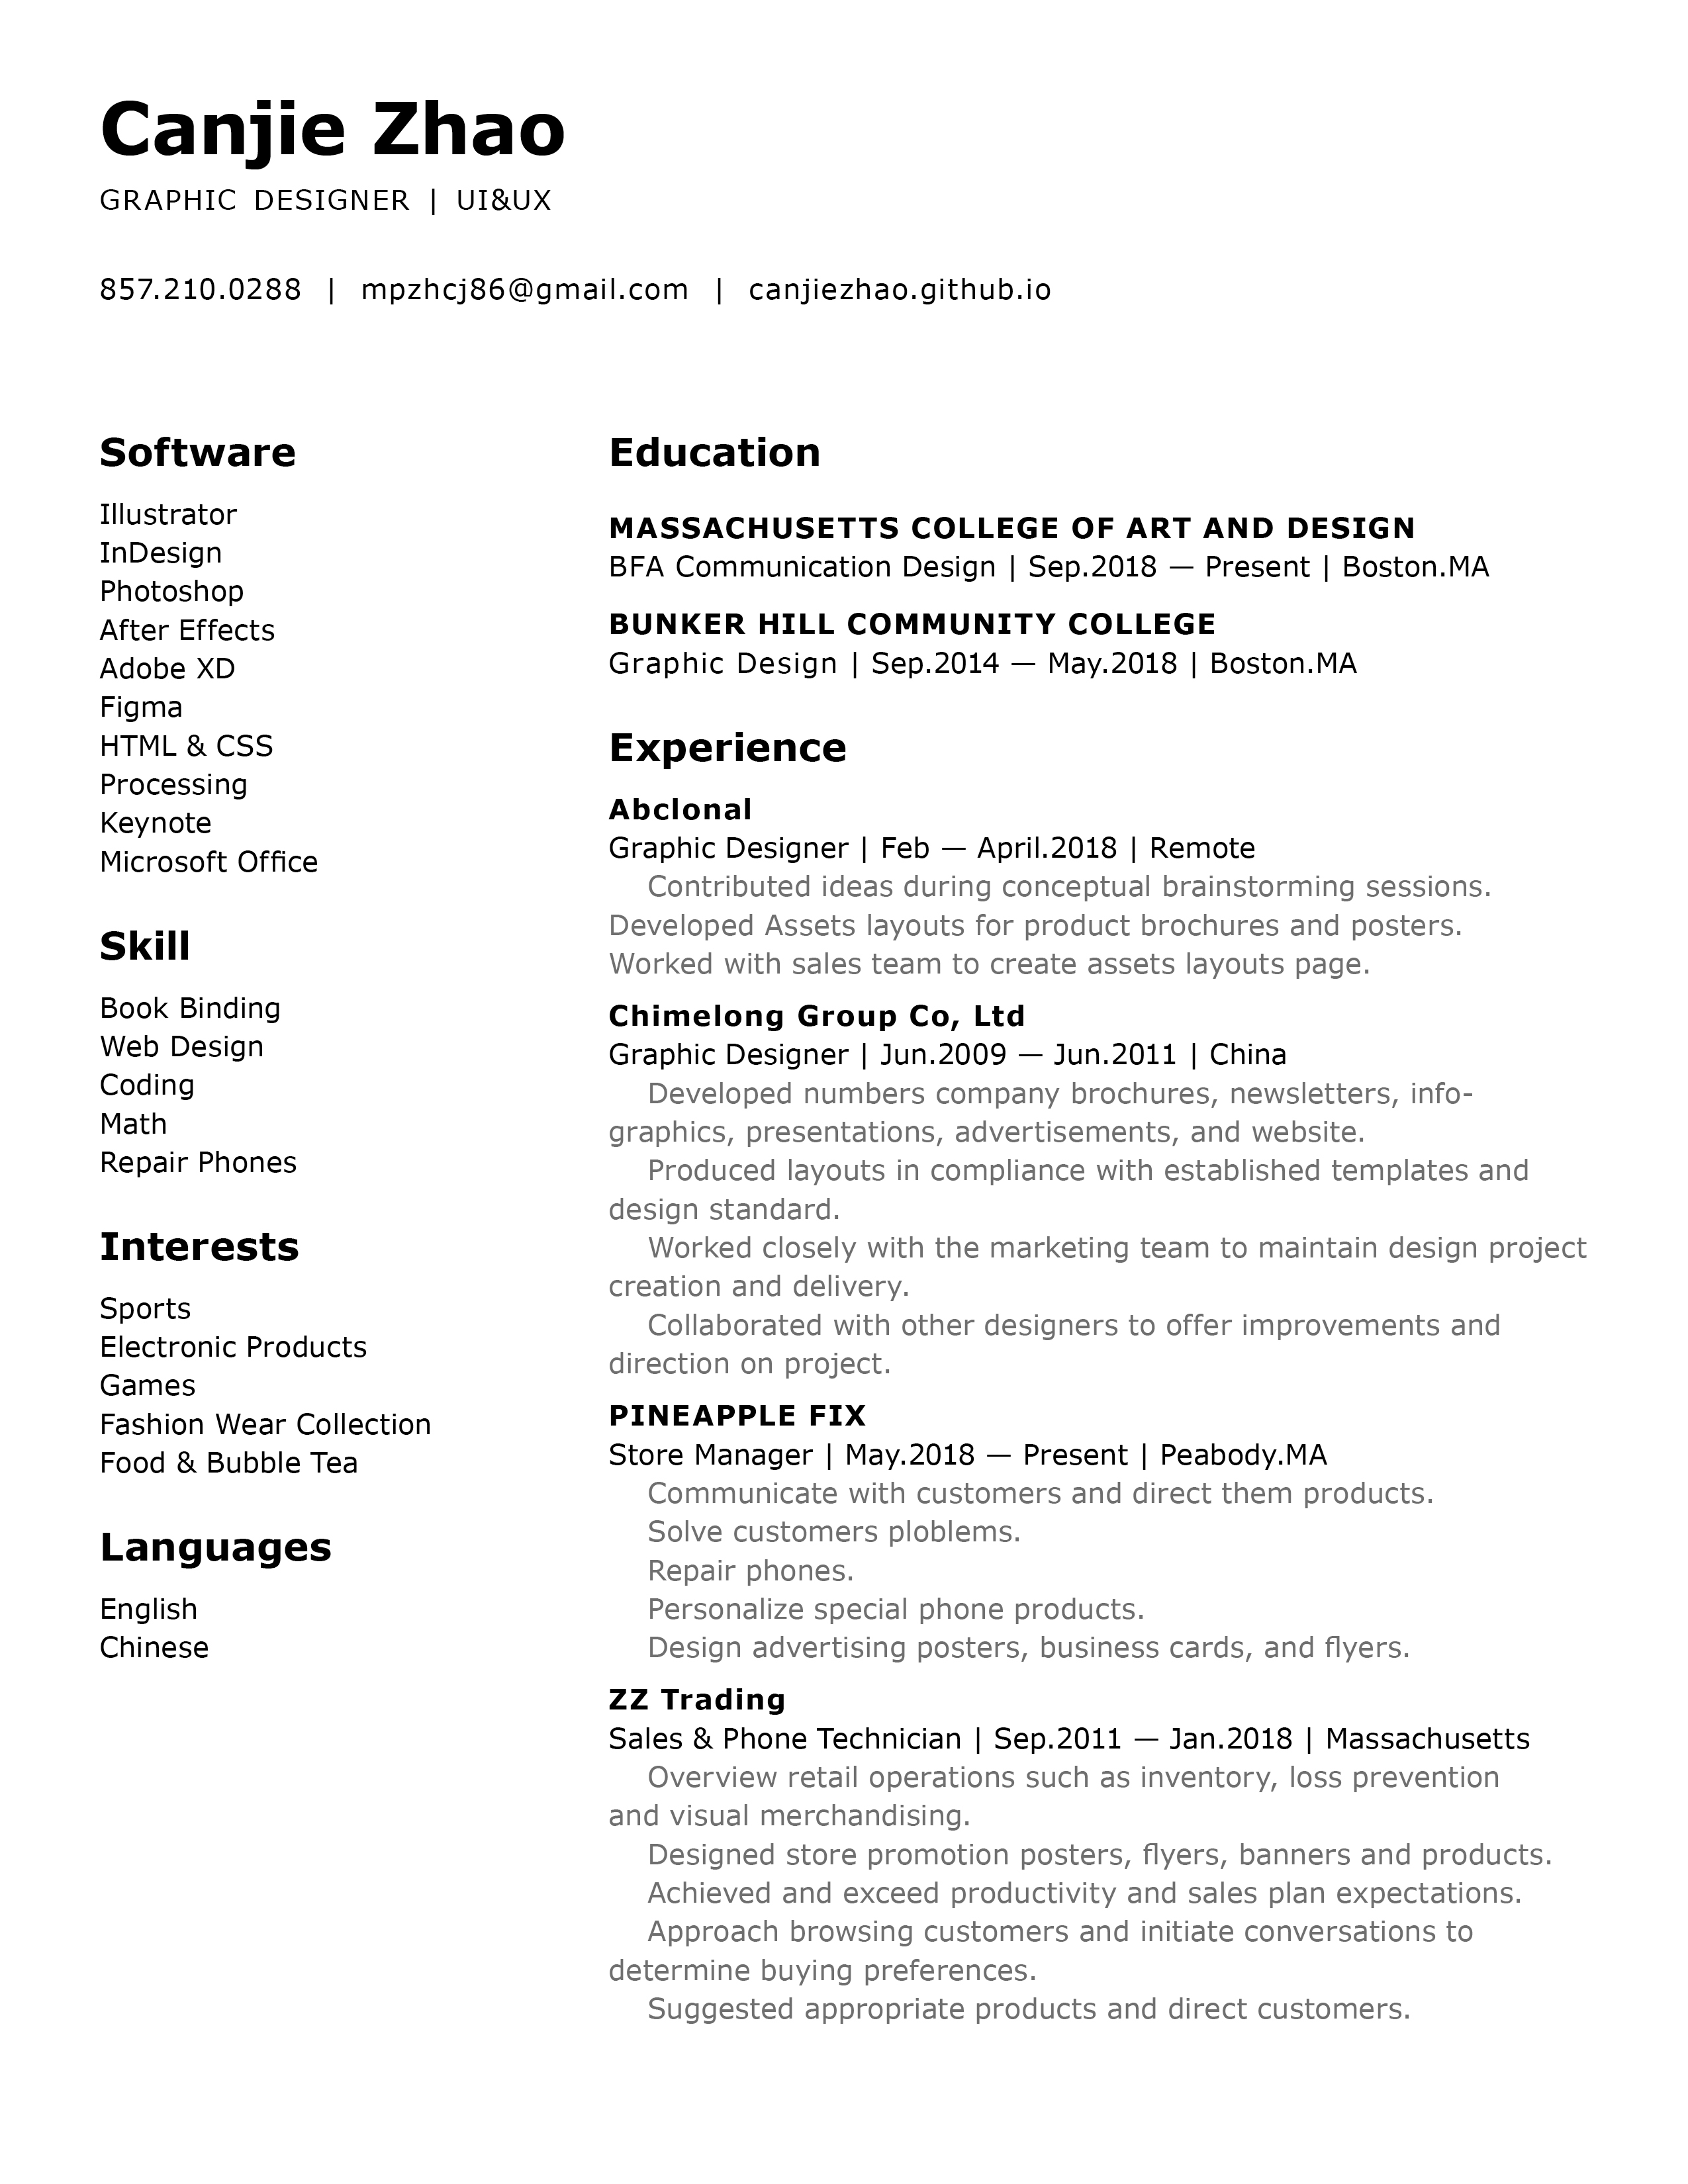 Canjie Zhao
GRAPHIC DESIGNER | UI&UX
857.210.0288 | mpzhcj86@gmail.com | canjiezhao.github.io
Software
Illustrator
InDesign
Photoshop
After Effects
Adobe XD
Figma
HTML & CSS
Processing
Keynote
Microsoft Office
Skill
Book Binding
Web Design
Coding
Math
Repair Phones
Interests
Sports
Electronic Products
Games
Fashion Wear Collection
Food & Bubble Tea
Languages
English
Chinese
Education
MASSACHUSETTS COLLEGE OF ART AND DESIGN
BFA Communication Design | Sep.2018 — Present | Boston.MA
BUNKER HILL COMMUNITY COLLEGE
Graphic Design | Sep.2014 — May.2018 | Boston.MA
Experience
Abclonal
Graphic Designer | Feb — April.2018 | Remote
Contributed ideas during conceptual brainstorming sessions.
Developed Assets layouts for product brochures and posters.
Worked with sales team to create assets layouts page.
Chimelong Group Co, Ltd
Graphic Designer | Jun.2009 — Jun.2011 | China
Developed numbers company brochures, newsletters, info-
graphics, presentations, advertisements, and website.
Produced layouts in compliance with established templates and
design standard.
Worked closely with the marketing team to maintain design project
creation and delivery.
Collaborated with other designers to offer improvements and
direction on project.
PINEAPPLE FIX
Store Manager | May.2018 — Present | Peabody.MA
Communicate with customers and direct them products.
Solve customers ploblems.
Repair phones.
Personalize special phone products.
Design advertising posters, business cards, and flyers.
ZZ Trading
Sales & Phone Technician | Sep.2011 — Jan.2018 | Massachusetts
Overview retail operations such as inventory, loss prevention
and visual merchandising.
Designed store promotion posters, flyers, banners and products.
Achieved and exceed productivity and sales plan expectations.
Approach browsing customers and initiate conversations to
determine buying preferences.
Suggested appropriate products and direct customers.